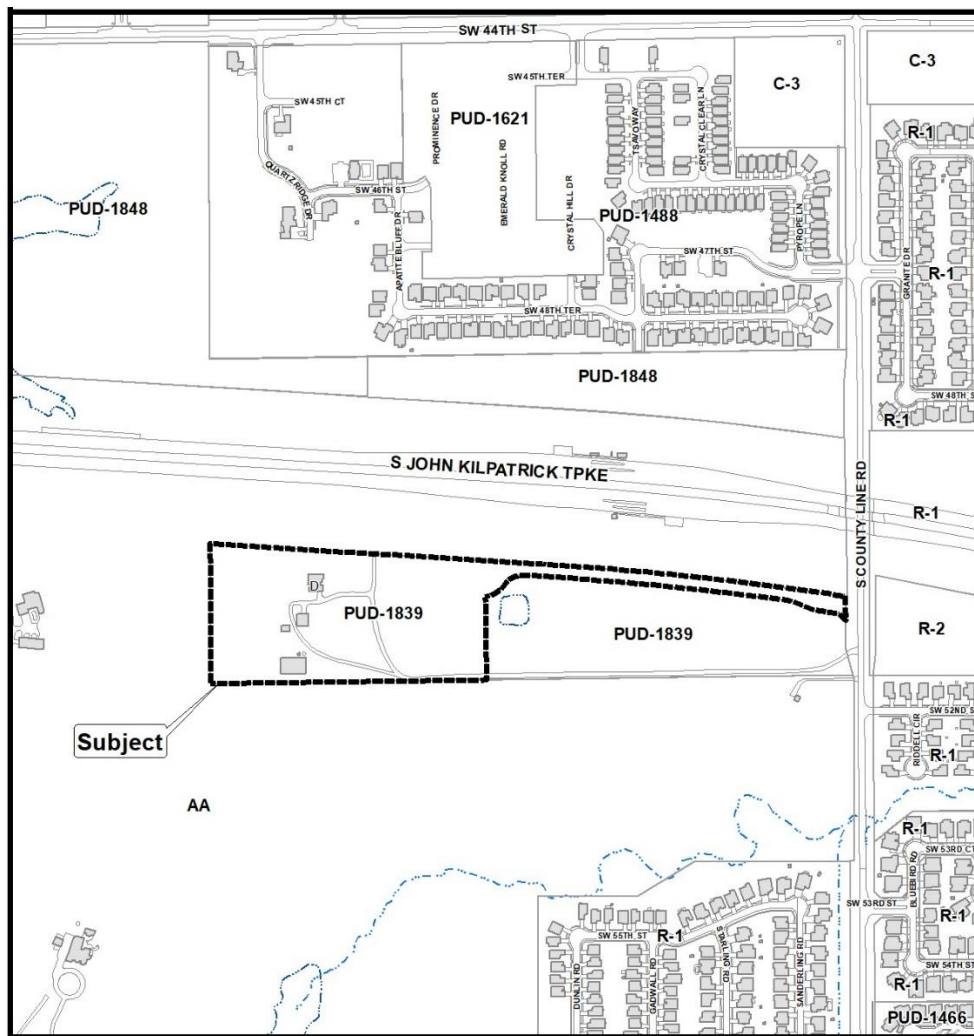 SW 44TH ST
C-3
C-3
SW 45TH TER
SW 45TH CT
PUD-1621
PROMINENCE DR
EMERALD KNOLL RD
CRYSTAL HILL DR
TSAVO WAY
CRYSTAL CLEAR LN
R-1
QUARTZ RIDGE DR
SW 46TH ST
PUD-1848
PUD-1488
APATITE BLUFF DR
PYROPE LN
SW 47TH ST
GRANITE DR
R-1
SW 48TH TER
PUD-1848
SW 48TH S
R-1
S JOHN KILPATRICK TPKE
S COUNTY LINE RD
R-1
D
PUD-1839
PUD-1839
R-2
Subject
SW 52ND S
RIDDELL CIR
R-1
AA
R-1
SW 53RD CT
BLUEBIRD RD
SW 53RD ST
R-1
SW 55TH ST
R-1
STARLING RD
SANDERLING RD
DUNLIN RD
GADWALL RD
SW 54TH ST
R-1
PUD-1466